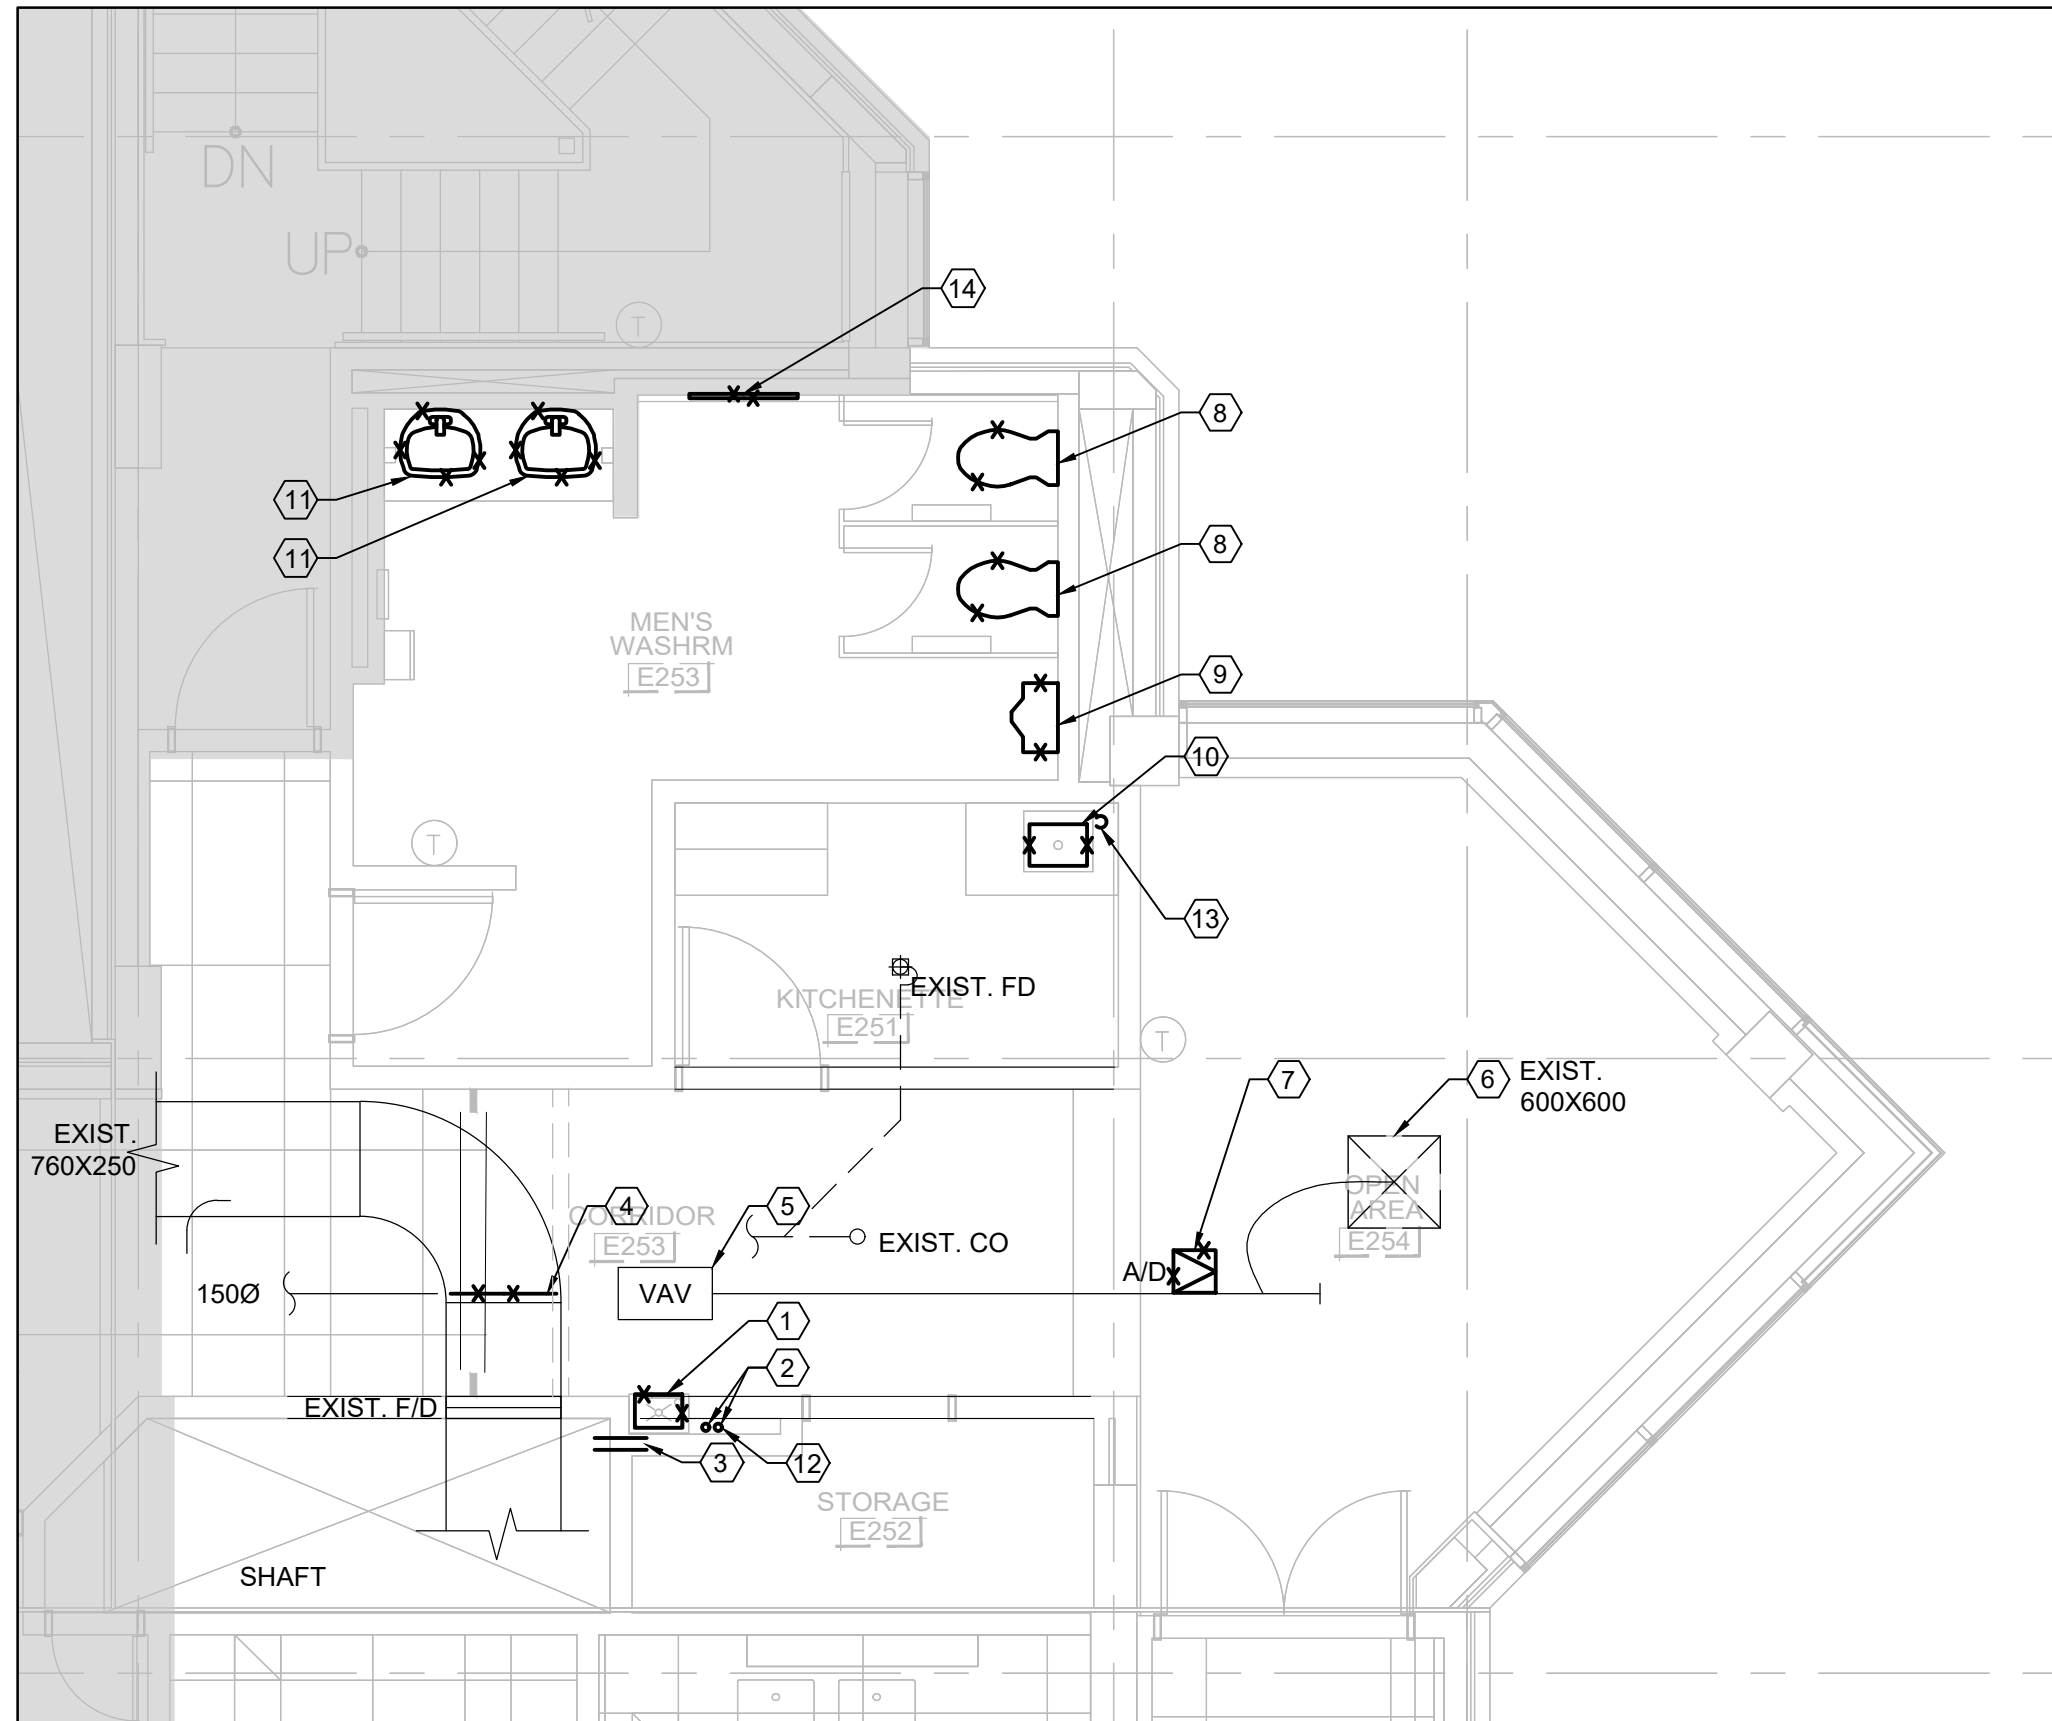 DN
UP
T
14
8
11
11
8
MEN'S
WASHRM
E253
9
10
T
13
EXIST. FD
KITCHENETTE
E251
T
7
6
EXIST.
600X600
EXIST.
760X250
4
5
OPEN
AREA
E254
CORRIDOR
E253
EXIST. CO
A/D
150Ø
VAV
1
2
EXIST. F/D
3
12
STORAGE
E252
SHAFT